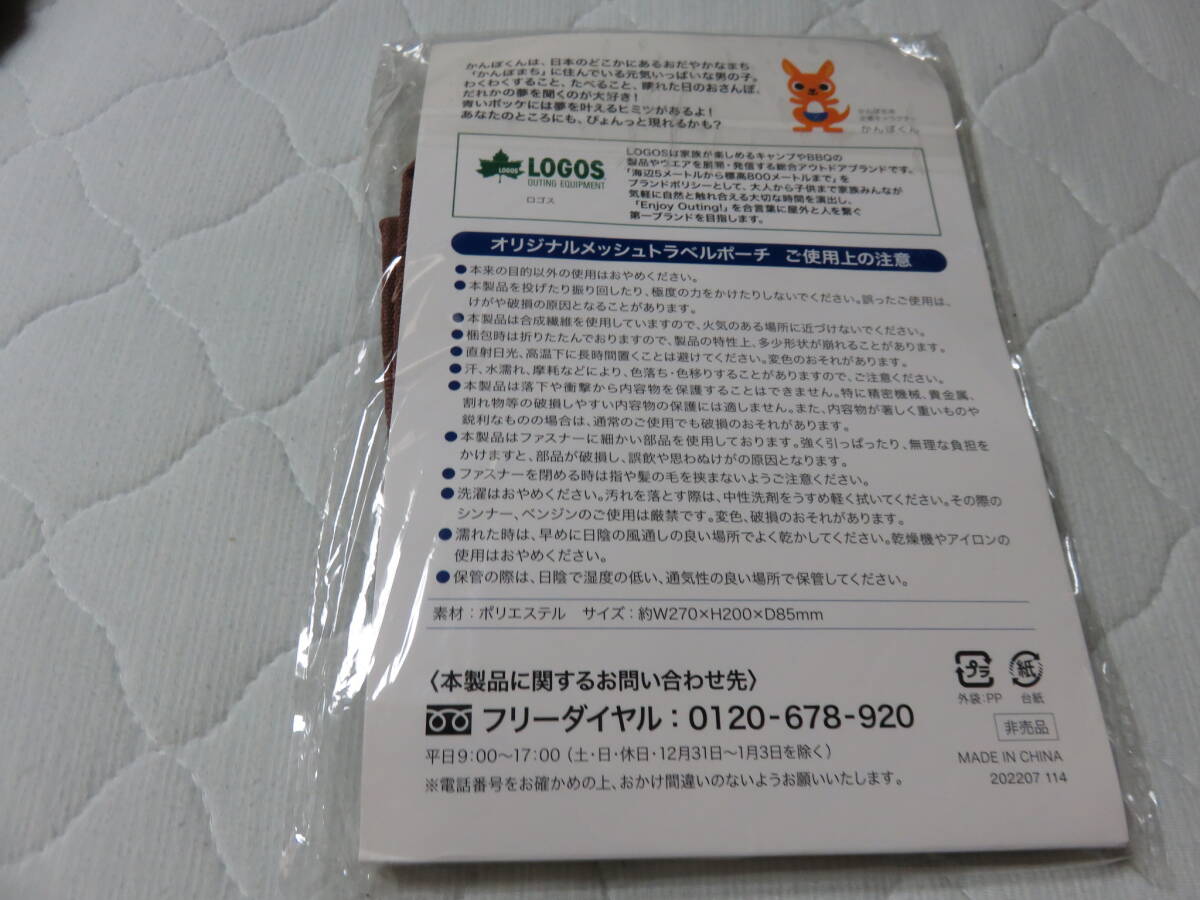 かんぽくんは、日本のどこかにあるおだやかなまち
「かんぽまち」に住んでいる元気いっぱいな男の子。
わくわくすること、たべること、晴れた日のおさんぽ、
だれかの夢を聞くのが大好き!
青いポッケには夢を叶えるヒミツがあるよ!
あなたのところにも、ぴょんっと現れるかも?
かんぽくん
LOGOS
LOGOS
OUTING EQUIPMENT
ロゴス
LOGOSは家族が楽しめるキャンプやBBQの
製品やウエアを開発・発信する総合アウトドアブランドです。
「海辺5メートルから標高800メートルまで」を
ブランドポリシーとして、大人から子供まで家族みんなが
気軽に自然と触れ合える大切な時間を演出し、
「Enjoy Outing!」を合言葉に屋外と人を繋ぐ
第一ブランドを目指します。
オリジナルメッシュトラベルポーチ ご使用上の注意
●本来の目的以外の使用はおやめください。
●本製品を投げたり振り回したり、極度の力をかけたりしないでください。誤ったご使用は、
けがや破損の原因となることがあります。
●本製品は合成繊維を使用していますので、火気のある場所に近づけないでください。
●梱包時は折りたたんでおりますので、製品の特性上、多少形状が崩れることがあります。
●直射日光、高温下に長時間置くことは避けてください。変色のおそれがあります。
●汗、水濡れ、摩耗などにより、色落ち・色移りすることがありますので、ご注意ください。
●本製品は落下や衝撃から内容物を保護することはできません。特に精密機械、貴金属、
割れ物等の破損しやすい内容物の保護には適しません。また、内容物が著しく重いものや
鋭利なものの場合は、通常のご使用でも破損のおそれがあります。
●本製品はファスナーに細かい部品を使用しております。強く引っぱったり、無理な負担を
かけますと、部品が破損し、誤飲や思わぬけがの原因となります。
●ファスナーを閉める時は指や髪の毛を挟まないようご注意ください。
●洗濯はおやめください。汚れを落とす際は、中性洗剤をうすめ軽く拭いてください。その際の
シンナー、ベンジンのご使用は厳禁です。変色、破損のおそれがあります。
●濡れた時は、早めに日陰の風通しの良い場所でよく乾かしてください。乾燥機やアイロンの
使用はおやめください。
●保管の際は、日陰で湿度の低い、通気性の良い場所で保管してください。
素材:ポリエステル サイズ:約W270×H200×D85mm
〈本製品に関するお問い合わせ先〉
フリーダイヤル:0120-678-920
平日9:00〜17:00(土・日・休日・12月31日〜1月3日を除く)
※電話番号をお確かめの上、おかけ間違いのないようお願いいたします。
プラ 紙
外袋:PP 台紙
非売品
MADE IN CHINA
202207 114